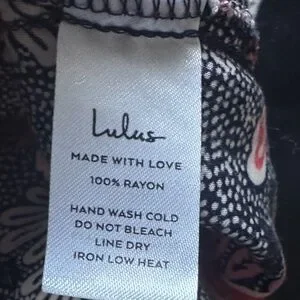 Lulus
MADE WITH LOVE
100% RAYON
HAND WASH COLD
DO NOT BLEACH
LINE DRY
IRON LOW HEAT